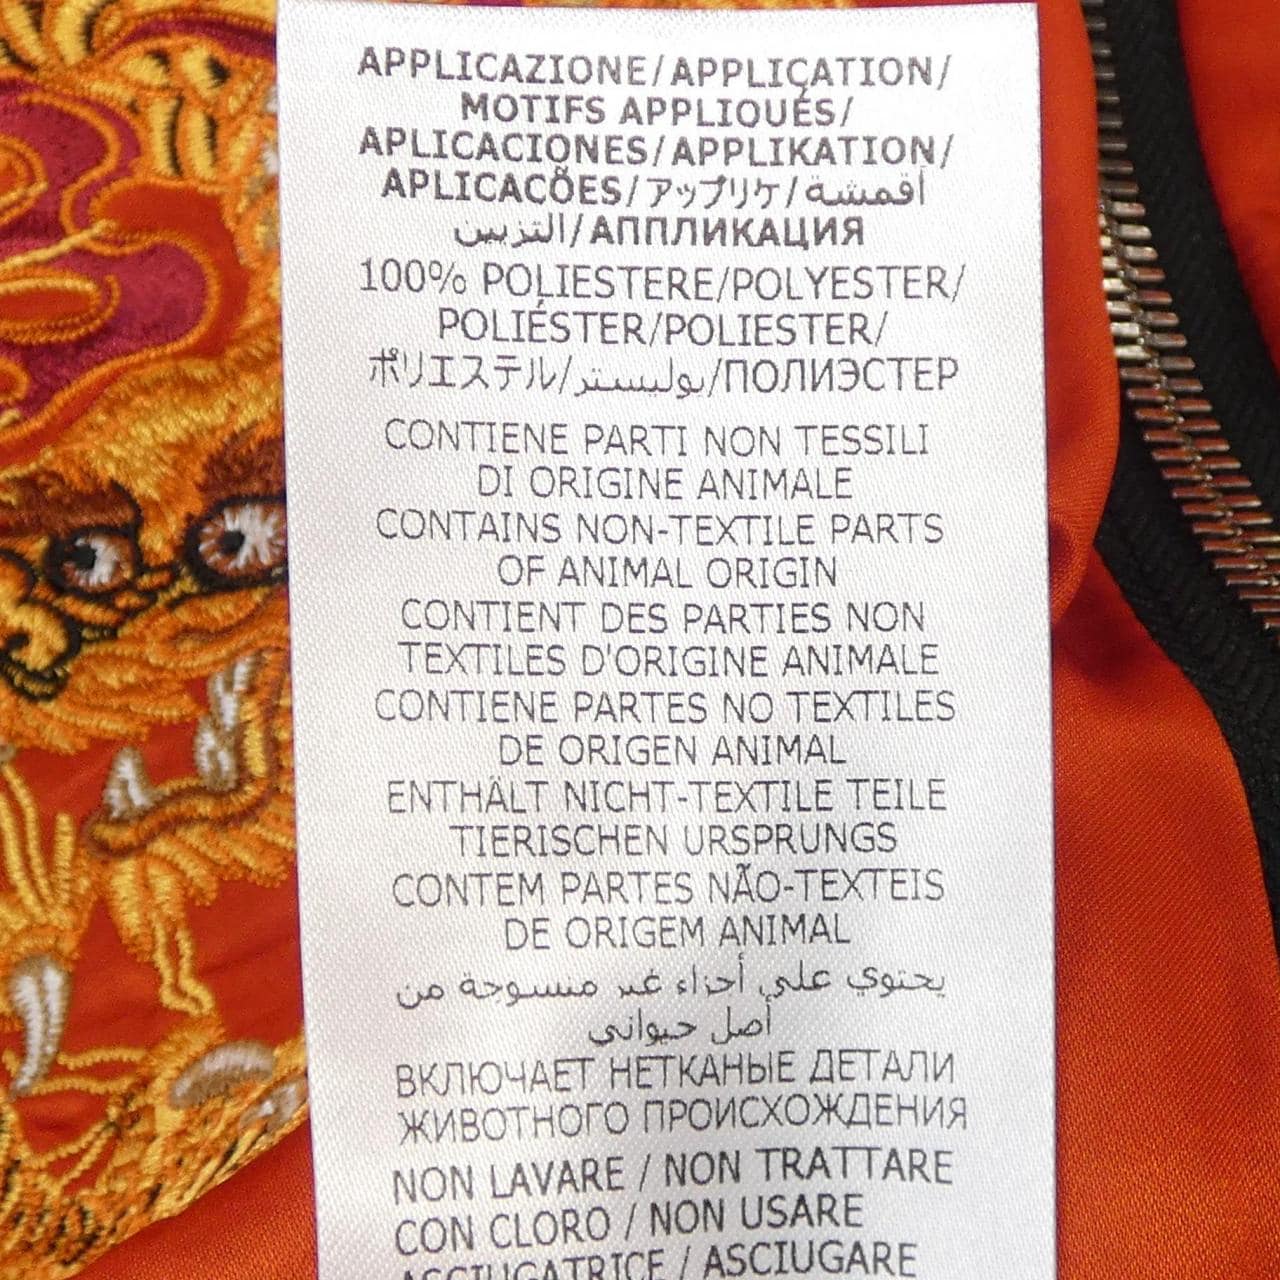 APPLICAZIONE/APPLICATION/
MOTIFS APPLIQUÉS/
APLICACIONES/APPLIKATION/
APLICACÕES/アップリケ/أقمشة
التزيين/АППЛИКАЦИЯ
100% POLIESTERE/POLYESTER/
POLIÉSTER/POLIESTER/
ポリエステル/بوليستر/ПОЛИЭСТЕР
CONTIENE PARTI NON TESSILI
DI ORIGINE ANIMALE
CONTAINS NON-TEXTILE PARTS
OF ANIMAL ORIGIN
CONTIENT DES PARTIES NON
TEXTILES D'ORIGINE ANIMALE
CONTIENE PARTES NO TEXTILES
DE ORIGEN ANIMAL
ENTHÄLT NICHT-TEXTILE TEILE
TIERISCHEN URSPRUNGS
CONTEM PARTES NÃO-TEXTEIS
DE ORIGEM ANIMAL
يحتوي على أجزاء غير منسوجة من
أصل حيواني
ВКЛЮЧАЕТ НЕТКАНЫЕ ДЕТАЛИ
ЖИВОТНОГО ПРОИСХОЖДЕНИЯ
NON LAVARE / NON TRATTARE
CON CLORO / NON USARE
ASCIUGATRICE / ASCIUGARE